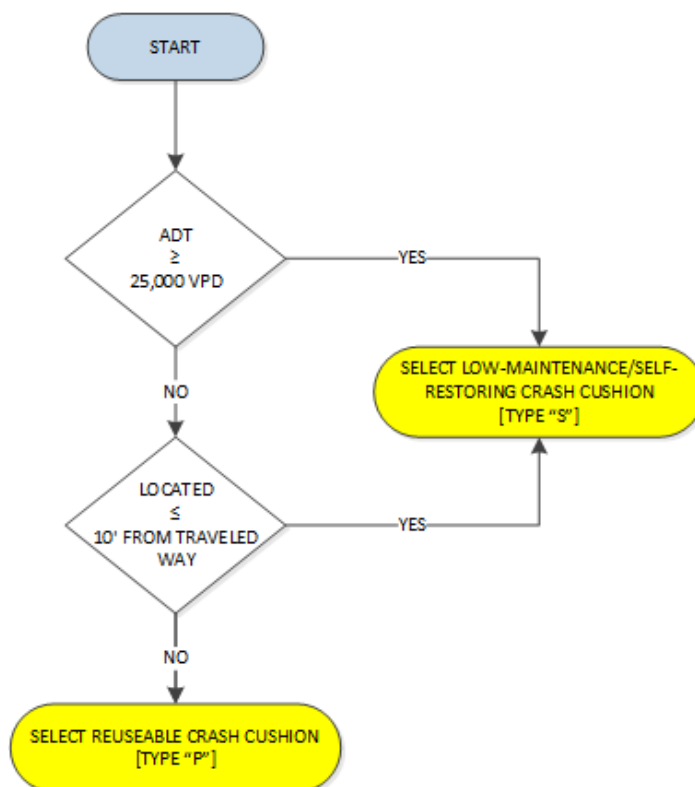 START
ADT
≥
25,000 VPD
YES
SELECT LOW-MAINTENANCE/SELF-
RESTORING CRASH CUSHION
[TYPE “S”]
NO
LOCATED
≤
10' FROM TRAVELED
WAY
YES
NO
SELECT REUSEABLE CRASH CUSHION
[TYPE “P”]